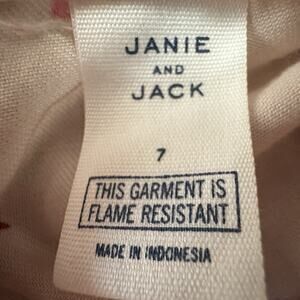 JANIE
AND
JACK
7
THIS GARMENT IS
FLAME RESISTANT
MADE IN INDONESIA